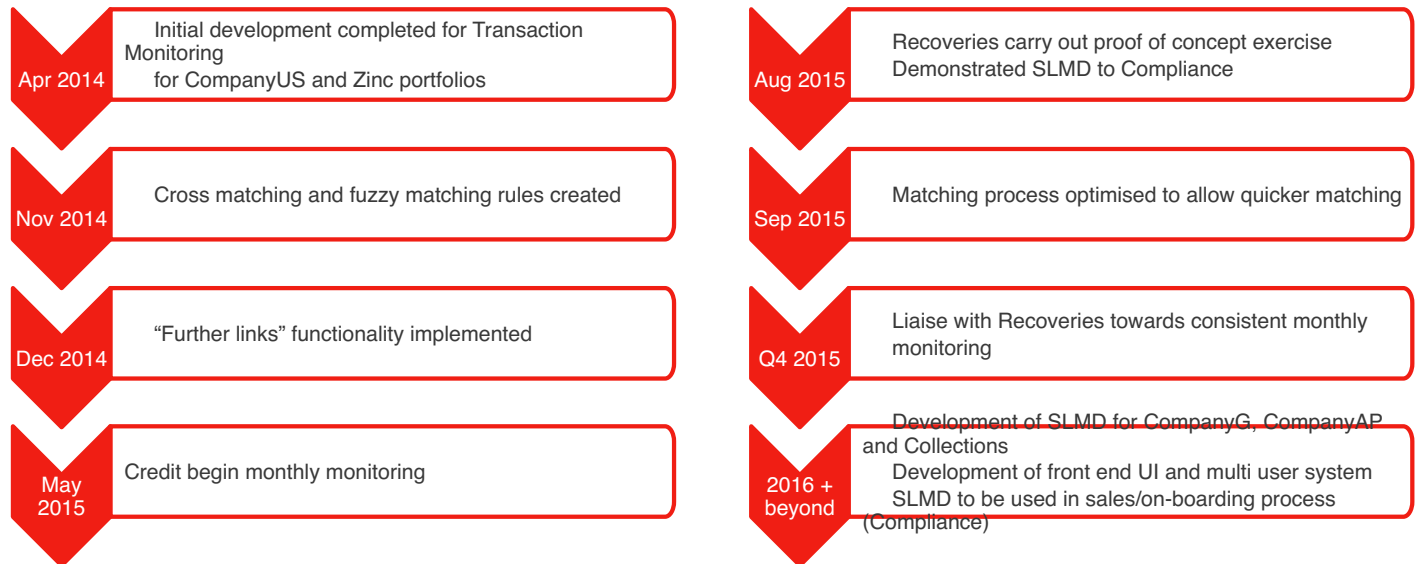 Apr 2014
Initial development completed for Transaction
Monitoring
for CompanyUS and Zinc portfolios
Nov 2014
Cross matching and fuzzy matching rules created
Dec 2014
“Further links” functionality implemented
May
2015
Credit begin monthly monitoring
Aug 2015
Recoveries carry out proof of concept exercise
Demonstrated SLMD to Compliance
Sep 2015
Matching process optimised to allow quicker matching
Q4 2015
Liaise with Recoveries towards consistent monthly
monitoring
2016 +
beyond
Development of SLMD for CompanyG, CompanyAP
and Collections
Development of front end UI and multi user system
SLMD to be used in sales/on-boarding process
(Compliance)